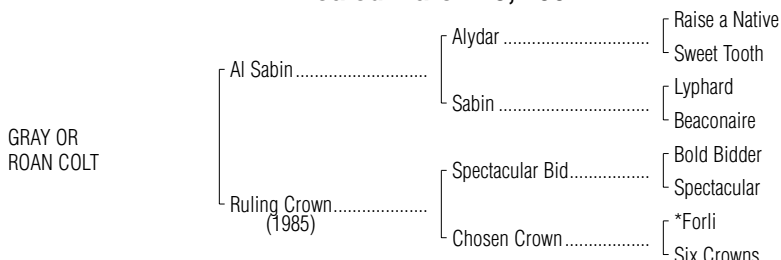 Raise a Native
Alydar
Sweet Tooth
Al Sabin
Lyphard
Sabin
Beaconaire
GRAY OR
ROAN COLT
Bold Bidder
Spectacular Bid
Spectacular
Ruling Crown
(1985)
*Forli
Chosen Crown
Six Crowns